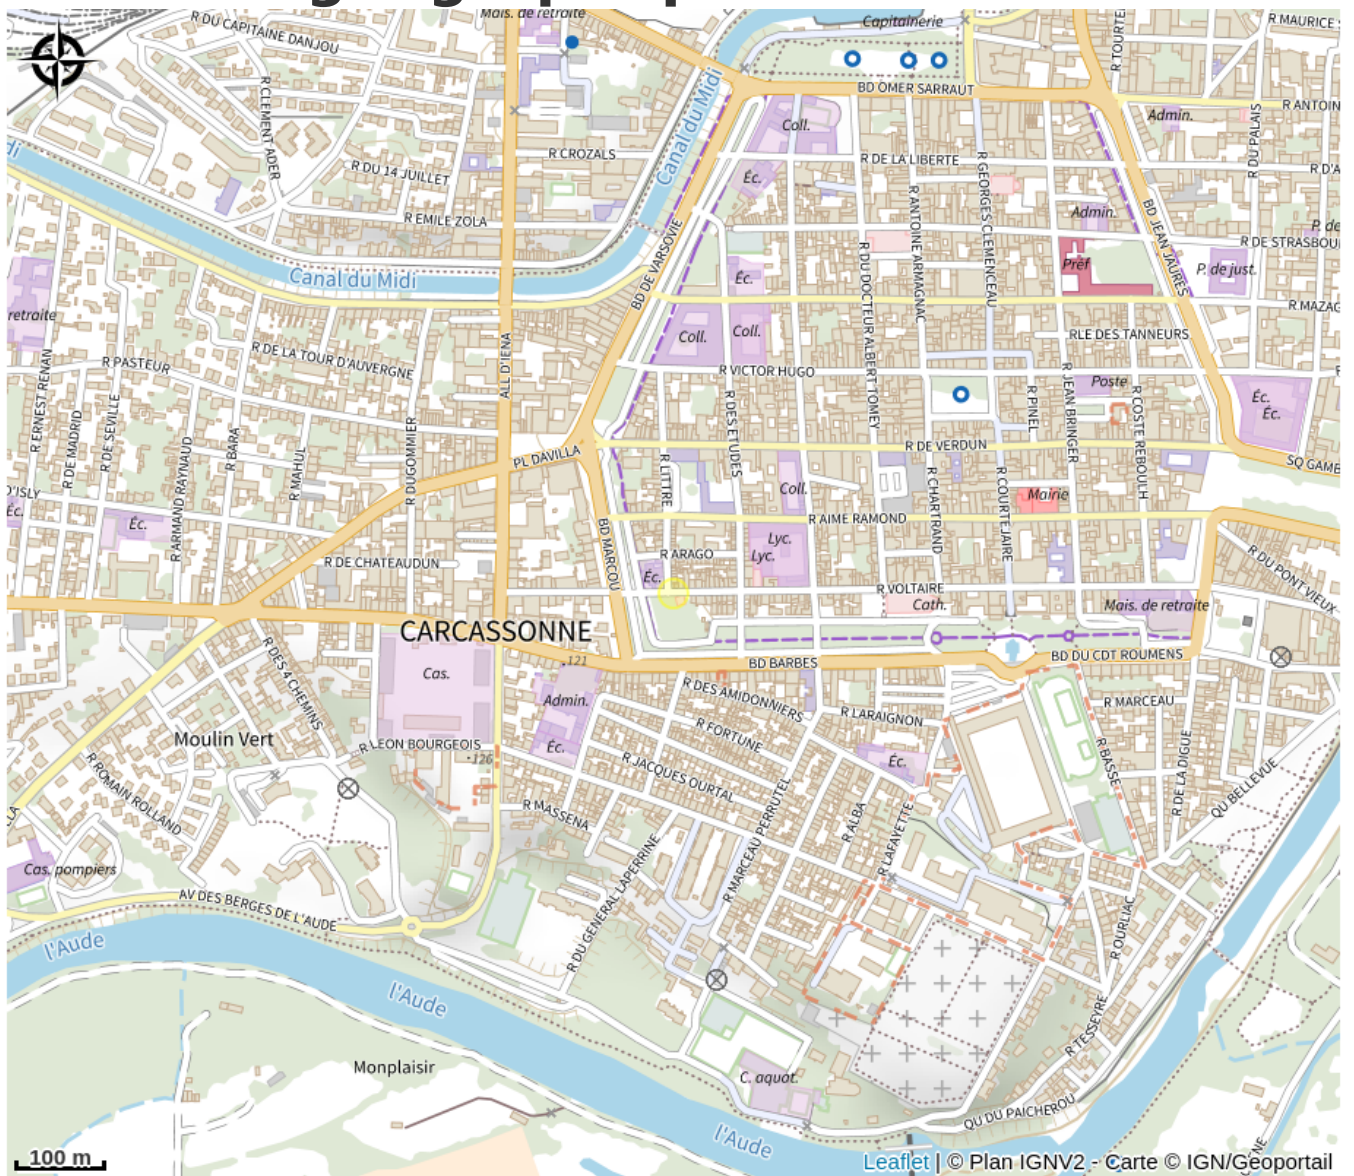 Mais. de retraite
Capitainerie
R MAURICE
R DU CAPITAINE DANJOU
R TOURTE
Canal du Midi
BD OMER SARRAUT
R ANTOIN
R CLEMENT ADER
Coll.
Admin.
R DU PALAIS
R CROZALS
R DE LA LIBERTE
R GEORGES CLEMENCEAU
R D'A
R DU 14 JUILLET
Éc.
R ANTOINE ARMAGNAC
Admin.
BD JEAN JAURES
R EMILE ZOLA
BD DE VARSOVIE
R DU DOCTEUR ALBERT TOMEY
P. de
R DE STRASBOU
Préf
P. de just.
Canal du Midi
Éc.
R MAZAG
retraite
Coll.
Coll.
RLE DES TANNEURS
ALL D'IENA
R DE LA TOUR D'AUVERGNE
R PASTEUR
R VICTOR HUGO
R JEAN BRINGER
Poste
R ERNEST RENAN
R DE SEVILLE
R DE MADRID
R DES ETUDES
R PINEL
R COSTE REBOULH
Éc.
Éc.
R BARA
R DUGOMMIER
R DE VERDUN
R ARMAND RAYNAUD
R MAHUL
PL DAVILLA
R LITTRE
R CHARTRAND
R COURTEJAIRE
SQ GAMB
D'ISLY
Coll.
Mairie
Éc.
Éc.
R AIME RAMOND
BD MARCOU
Lyc.
Lyc.
R DU PONT VIEUX
R ARAGO
R DE CHATEAUDUN
Éc.
R VOLTAIRE
Cath.
Mais. de retraite
CARCASSONNE
BD DU CDT ROUMENS
BD BARBES
121
R DES 4 CHEMINS
Cas.
R DES AMIDONNIERS
Admin.
R MARCEAU
R LARAIGNON
Moulin Vert
R FORTUNE
R LEON BOURGEOIS
126
Éc.
R BASSE
R DE LA DIGUE
R JACQUES OURTAL
Éc.
QU BELLEVUE
R ROMAIN ROLLAND
R MASSENA
R MARCEAU PERRUTEL
R ALBA
R LAFAYETTE
Cas. pompiers
R DU GENERAL LAPERRINE
AV DES BERGES DE L'AUDE
R OURLIAC
l'Aude
l'Aude
R TESSEYRE
Monplaisir
C. aquat.
QU DU PAICHEROU
l'Aude
100 m
Leaflet | © Plan IGNV2 - Carte © IGN/Geoportail